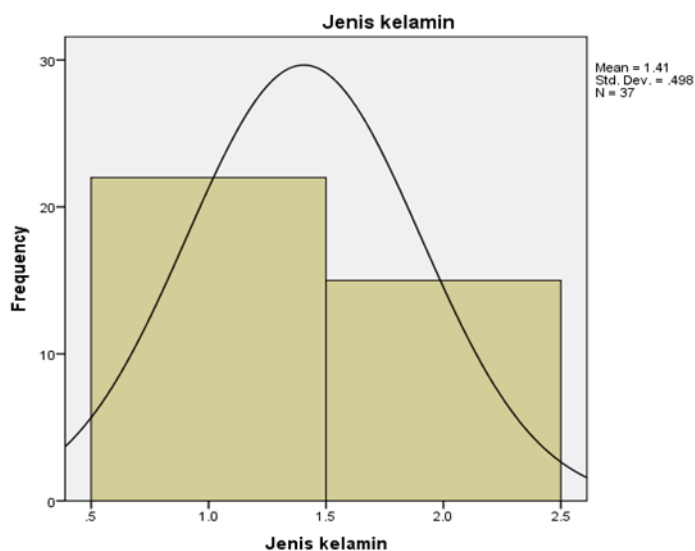 Jenis kelamin
Mean = 1.41
Std. Dev. = .498
N = 37
Frequency
30
20
10
0
.5
1.0
1.5
2.0
2.5
Jenis kelamin